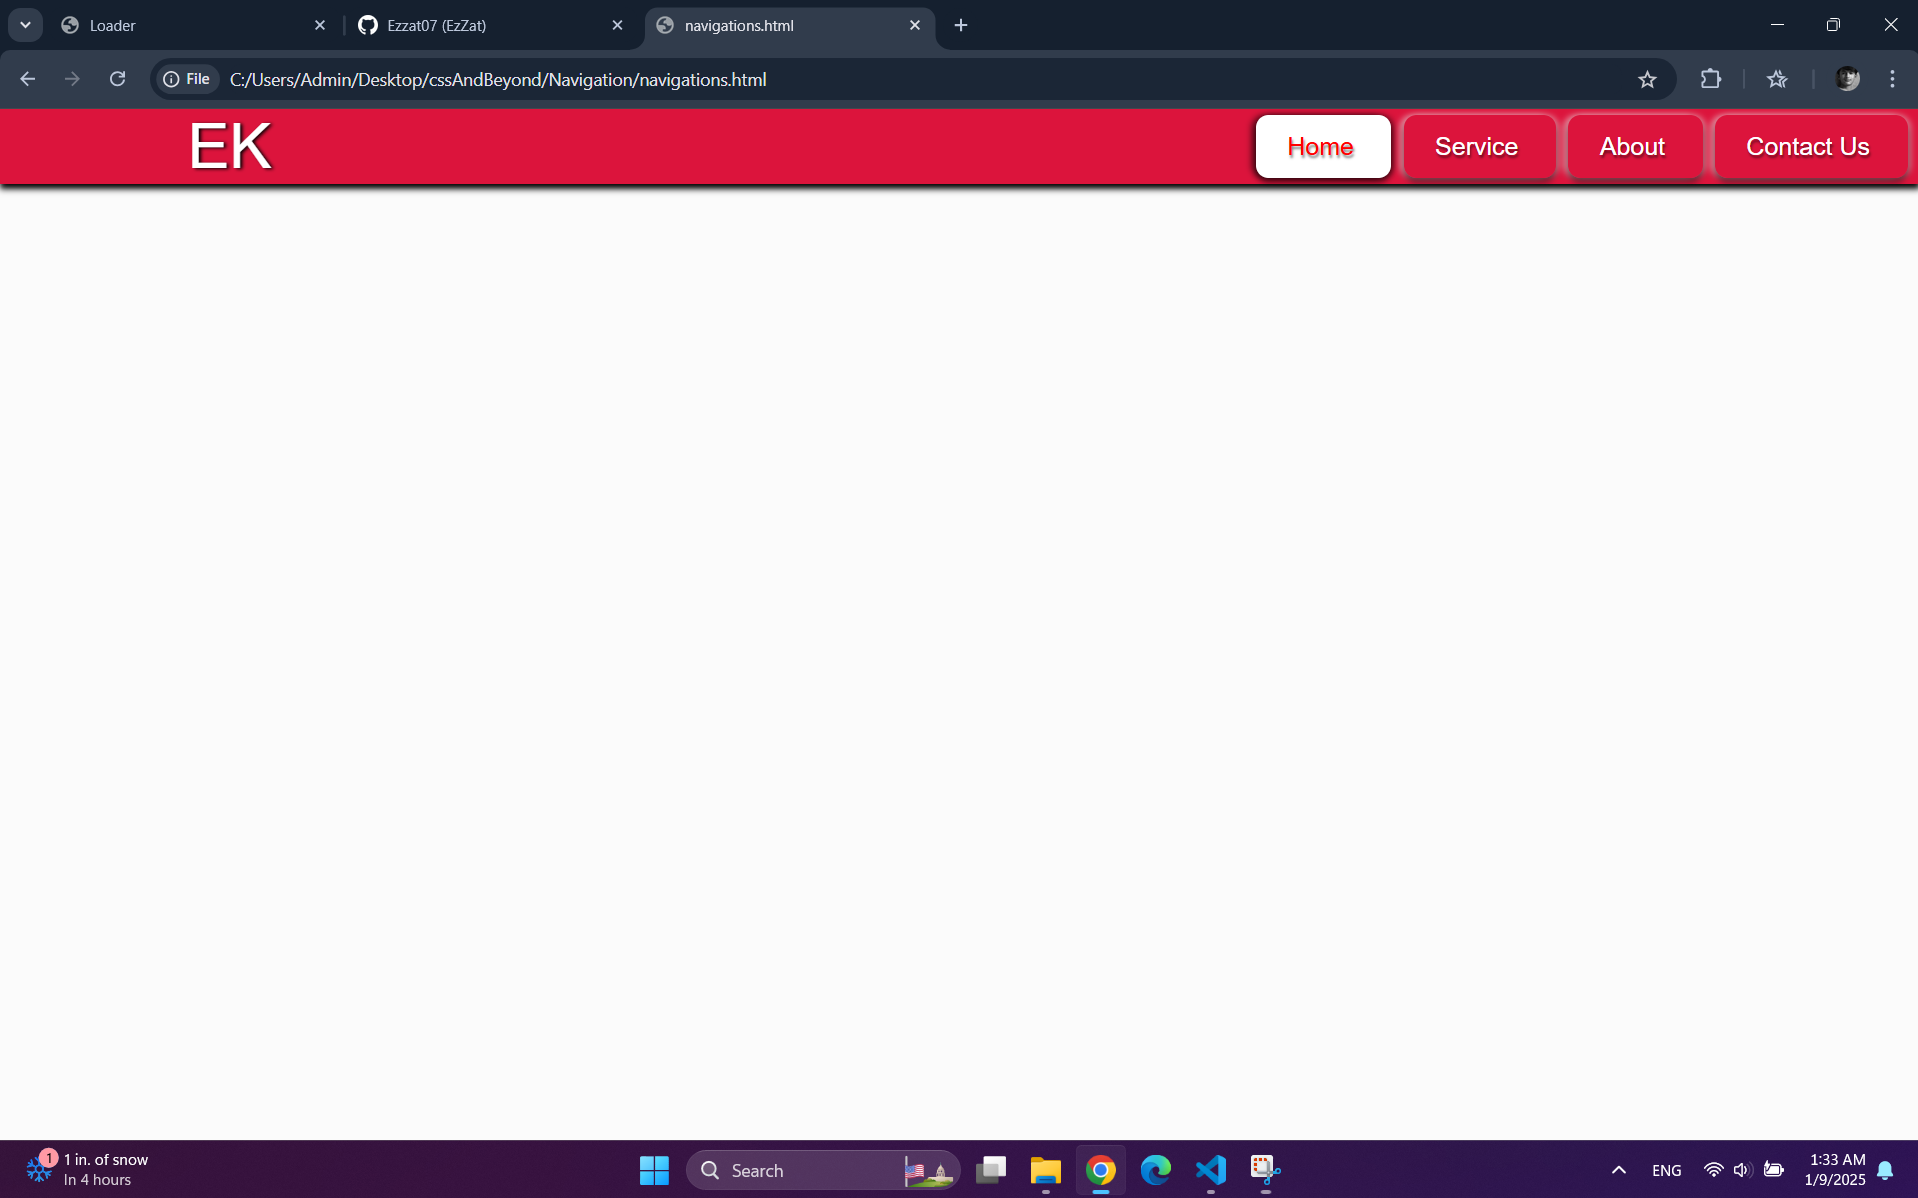 Loader
Ezzat07 (EzZat)
navigations.html
File
C:/Users/Admin/Desktop/cssAndBeyond/Navigation/navigations.html
EK
Home
Service
About
Contact Us
1
1 in. of snow
In 4 hours
Search
ENG
1:33 AM
1/9/2025